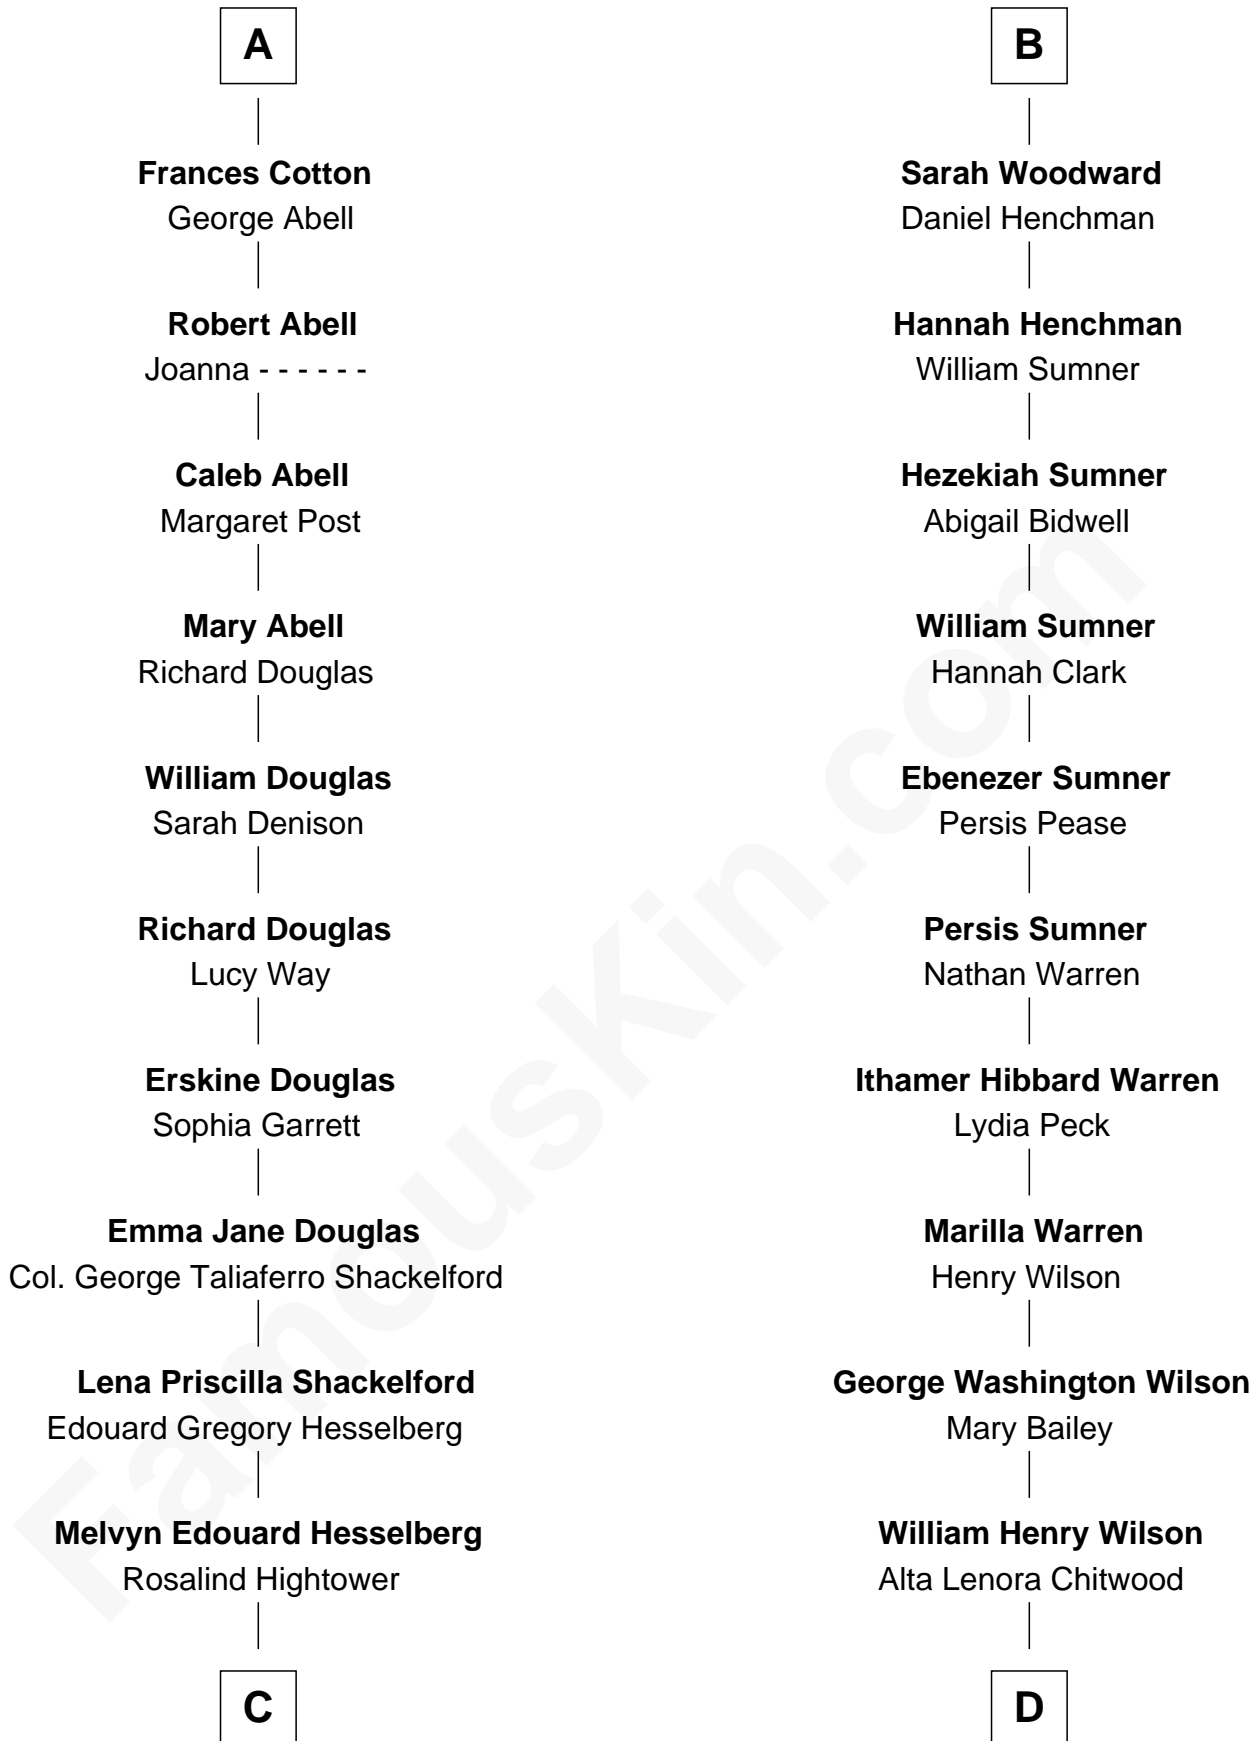 A
Frances Cotton
George Abell
Robert Abell
Joanna - - - - - -
Caleb Abell
Margaret Post
Mary Abell
Richard Douglas
William Douglas
Sarah Denison
Richard Douglas
Lucy Way
Erskine Douglas
Sophia Garrett
Emma Jane Douglas
Col. George Taliaferro Shackelford
Lena Priscilla Shackelford
Edouard Gregory Hesselberg
Melvyn Edouard Hesselberg
Rosalind Hightower
C
B
Sarah Woodward
Daniel Henchman
Hannah Henchman
William Sumner
Hezekiah Sumner
Abigail Bidwell
William Sumner
Hannah Clark
Ebenezer Sumner
Persis Pease
Persis Sumner
Nathan Warren
Ithamer Hibbard Warren
Lydia Peck
Marilla Warren
Henry Wilson
George Washington Wilson
Mary Bailey
William Henry Wilson
Alta Lenora Chitwood
D
FamousKin.com